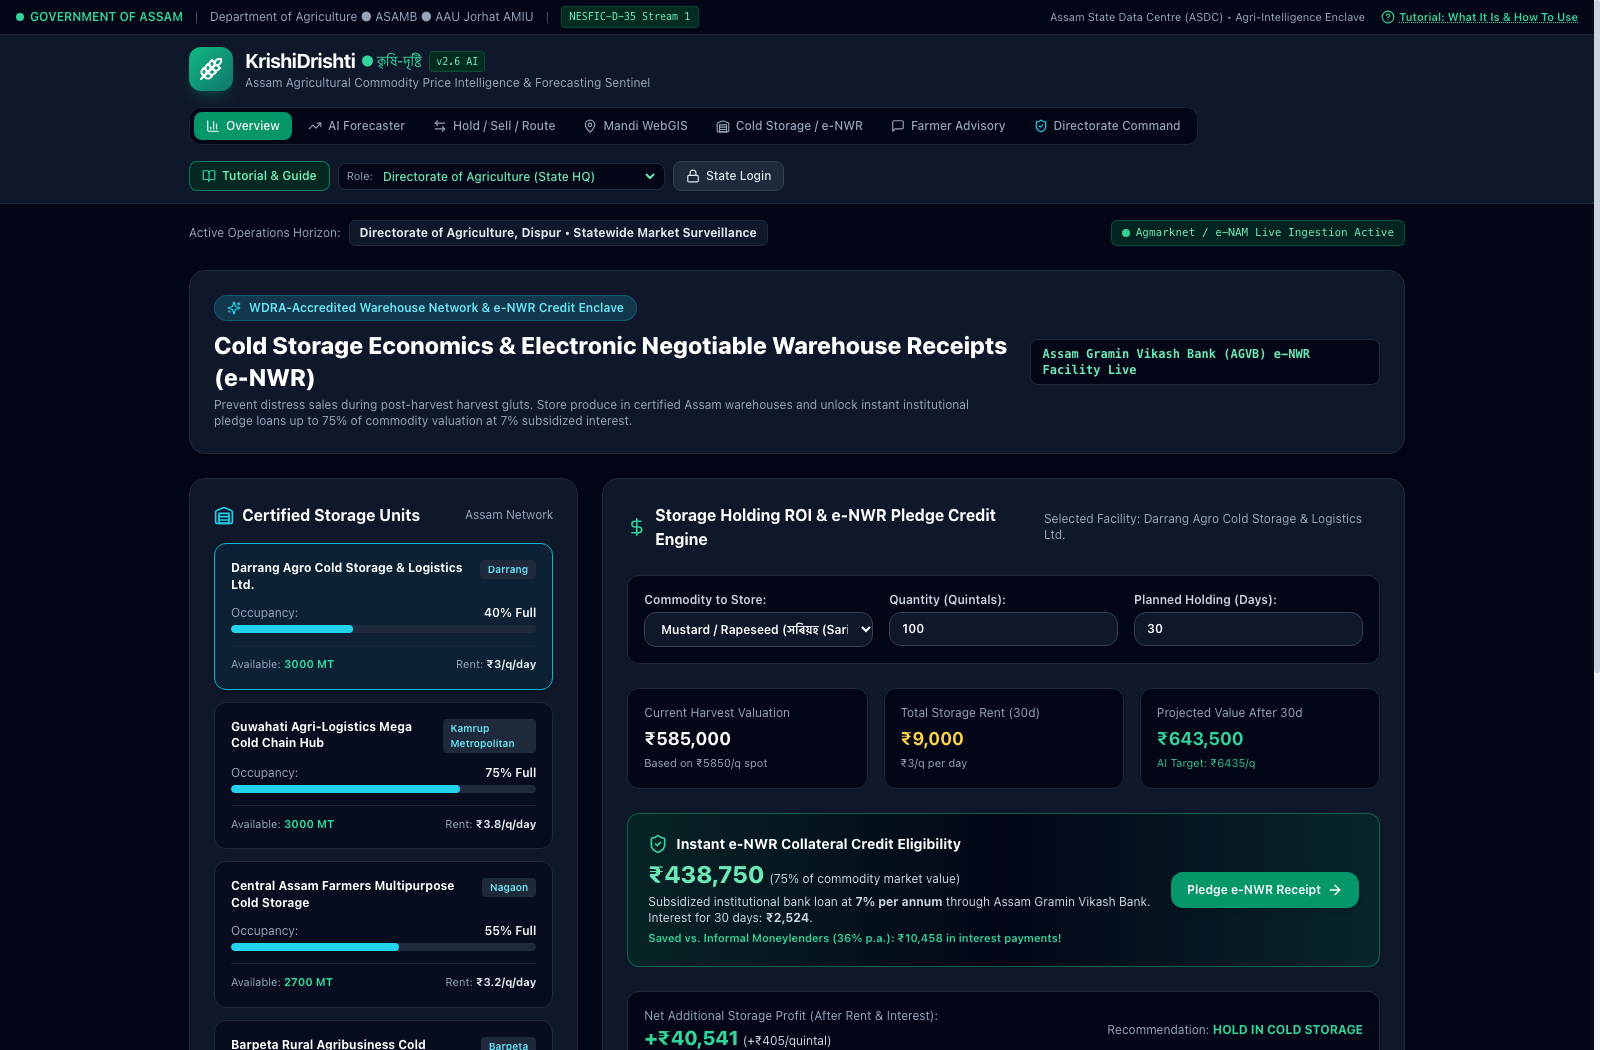 GOVERNMENT OF ASSAM | Department of Agriculture ● ASAMB ● AAU Jorhat AMIU | NESFIC-D-35 Stream 1
Assam State Data Centre (ASDC) • Agri-Intelligence Enclave Tutorial: What It Is & How To Use
KrishiDrishti কৃষি-দৃষ্টি v2.6 AI
Assam Agricultural Commodity Price Intelligence & Forecasting Sentinel
Overview AI Forecaster Hold / Sell / Route Mandi WebGIS Cold Storage / e-NWR Farmer Advisory Directorate Command
Tutorial & Guide Role: Directorate of Agriculture (State HQ) State Login
Active Operations Horizon: Directorate of Agriculture, Dispur • Statewide Market Surveillance
Agmarknet / e-NAM Live Ingestion Active
WDRA-Accredited Warehouse Network & e-NWR Credit Enclave
Cold Storage Economics & Electronic Negotiable Warehouse Receipts
(e-NWR)
Prevent distress sales during post-harvest harvest gluts. Store produce in certified Assam warehouses and unlock instant institutional
pledge loans up to 75% of commodity valuation at 7% subsidized interest.
Assam Gramin Vikash Bank (AGVB) e-NWR
Facility Live
Certified Storage Units Assam Network
Darrang Agro Cold Storage & Logistics
Ltd.
Darrang
Occupancy: 40% Full
Available: 3000 MT Rent: ₹3/q/day
Guwahati Agri-Logistics Mega
Cold Chain Hub
Kamrup
Metropolitan
Occupancy: 75% Full
Available: 3000 MT Rent: ₹3.8/q/day
Central Assam Farmers Multipurpose
Cold Storage
Nagaon
Occupancy: 55% Full
Available: 2700 MT Rent: ₹3.2/q/day
Barpeta Rural Agribusiness Cold
Barpeta
Storage Holding ROI & e-NWR Pledge Credit
Engine
Selected Facility: Darrang Agro Cold Storage & Logistics
Ltd.
Commodity to Store: Quantity (Quintals): Planned Holding (Days):
Mustard / Rapeseed (সৰিয়হ (Sari 100 30
Current Harvest Valuation
₹585,000
Based on ₹5850/q spot
Total Storage Rent (30d)
₹9,000
₹3/q per day
Projected Value After 30d
₹643,500
AI Target: ₹6435/q
Instant e-NWR Collateral Credit Eligibility
₹438,750 (75% of commodity market value)
Subsidized institutional bank loan at 7% per annum through Assam Gramin Vikash Bank.
Interest for 30 days: ₹2,524.
Saved vs. Informal Moneylenders (36% p.a.): ₹10,458 in interest payments!
Pledge e-NWR Receipt →
Net Additional Storage Profit (After Rent & Interest):
+₹40,541 (+₹405/quintal)
Recommendation: HOLD IN COLD STORAGE